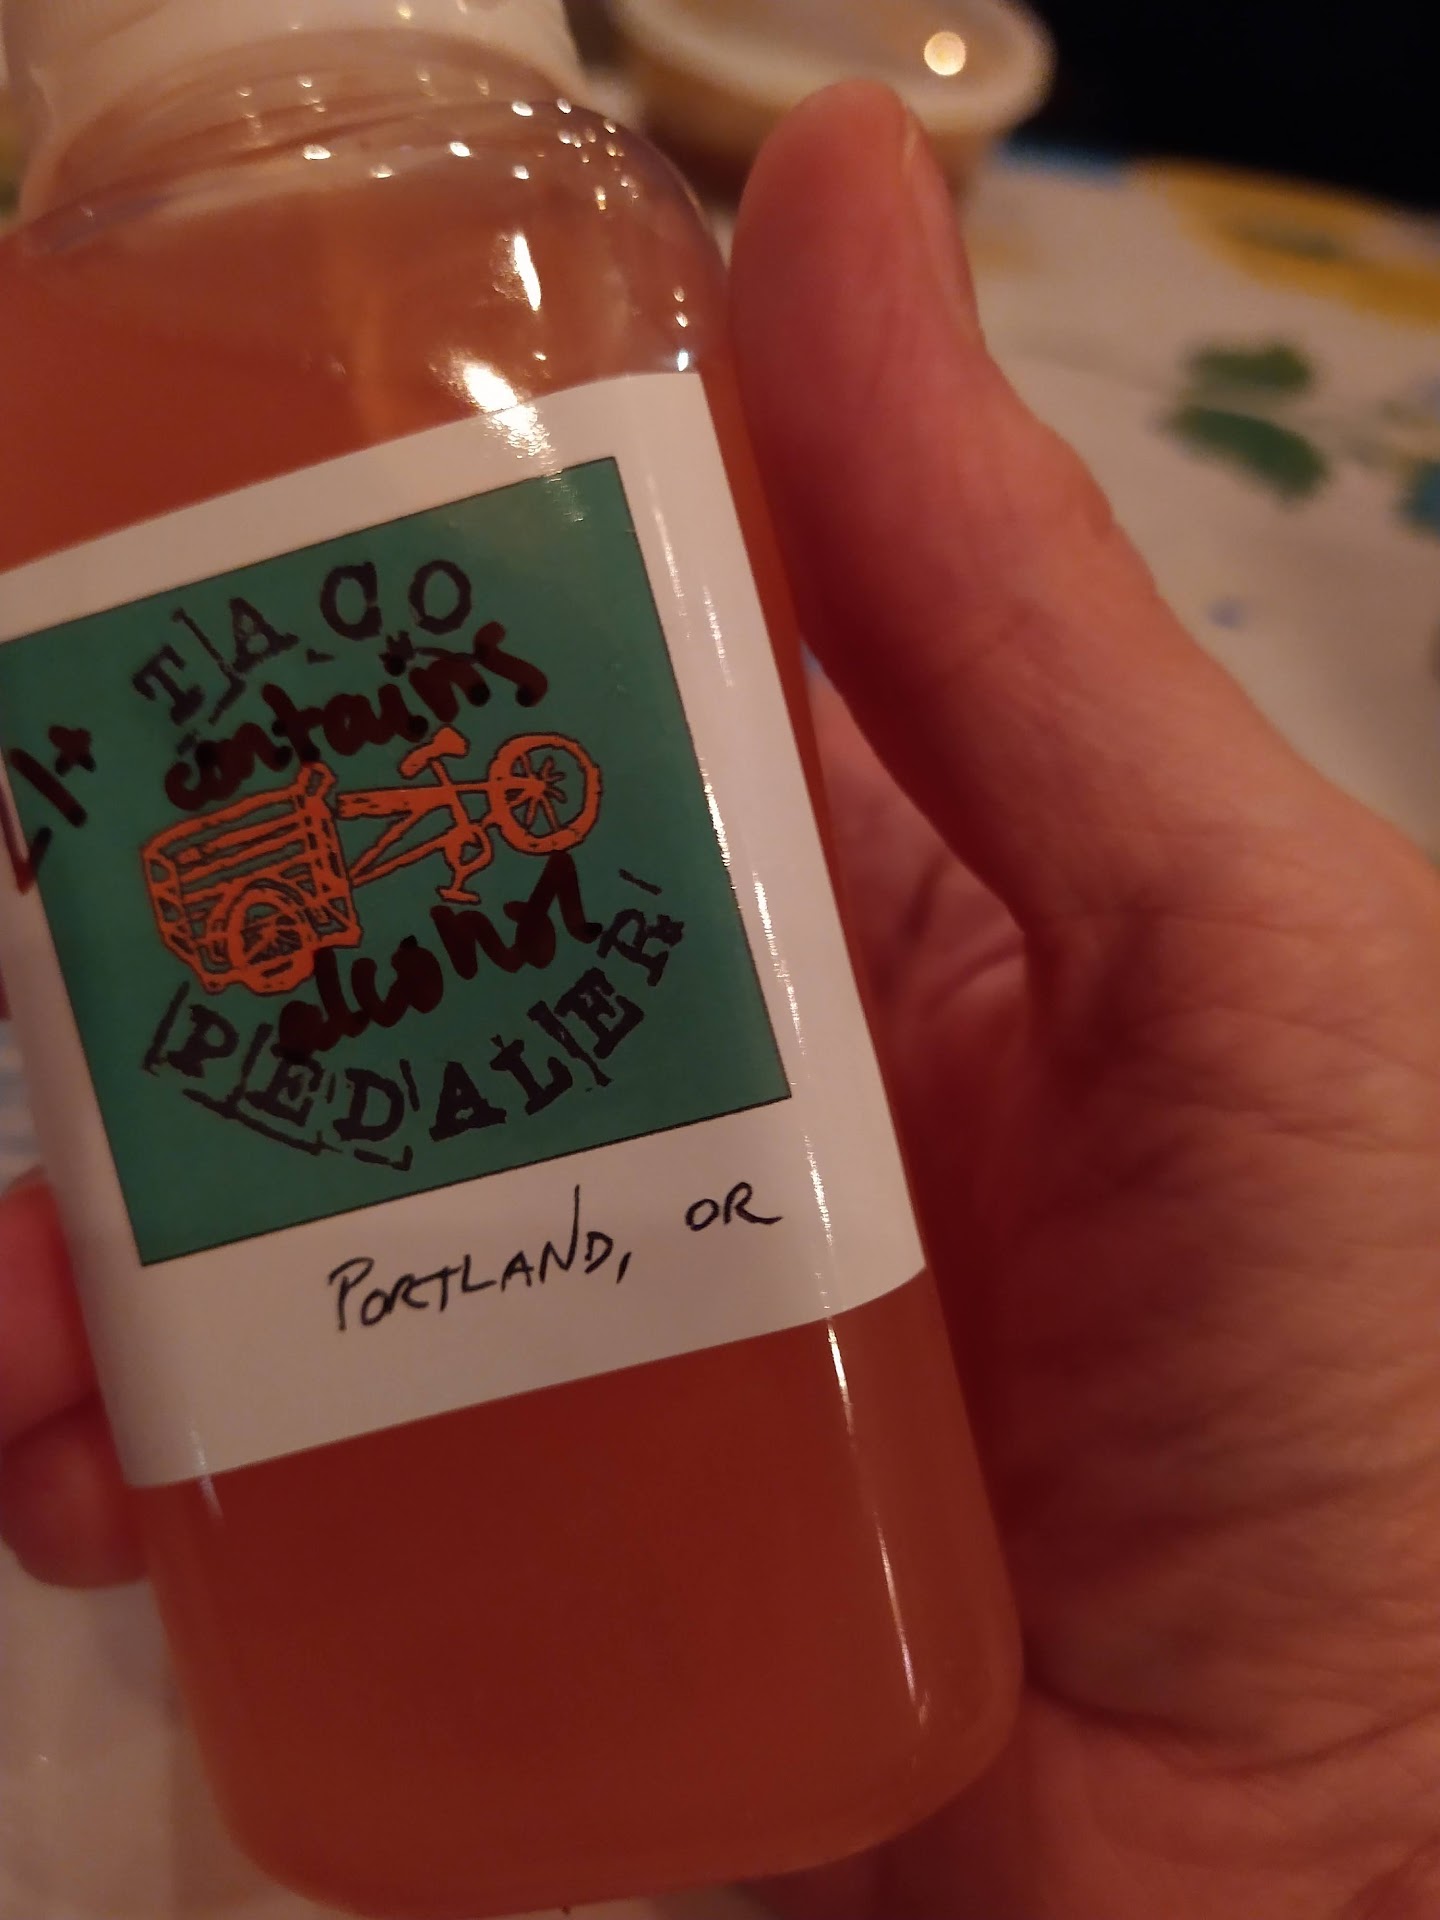 TACO
contains
alcohol
PEDALER
PORTLAND, OR